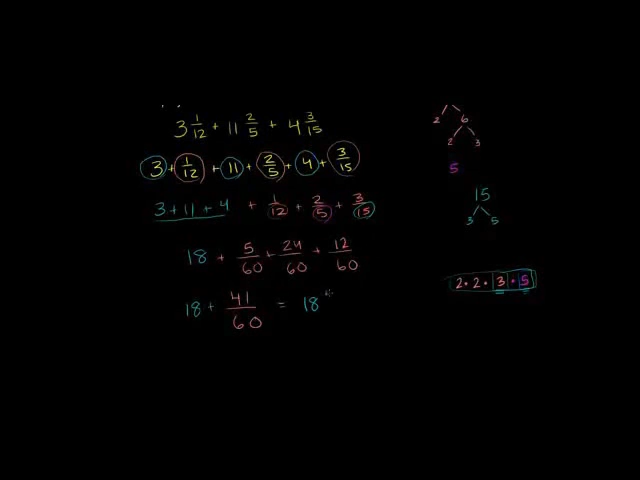 3 1/12 + 11 2/5 + 4 3/15
3 + 1/12 + 11 + 2/5 + 4 + 3/15
3 + 11 + 4 + 1/12 + 2/5 + 3/15
18 + 5/60 + 24/60 + 12/60
18 + 41/60 = 18
2 6
2 3
5
15
3 5
2 • 2 • 3 • 5